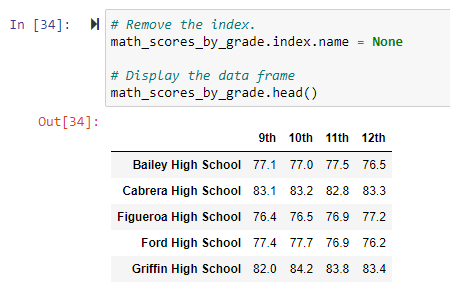 In [34]: # Remove the index.
math_scores_by_grade.index.name = None
# Display the data frame
math_scores_by_grade.head()
Out[34]:
9th 10th 11th 12th
Bailey High School 77.1 77.0 77.5 76.5
Cabrera High School 83.1 83.2 82.8 83.3
Figueroa High School 76.4 76.5 76.9 77.2
Ford High School 77.4 77.7 76.9 76.2
Griffin High School 82.0 84.2 83.8 83.4